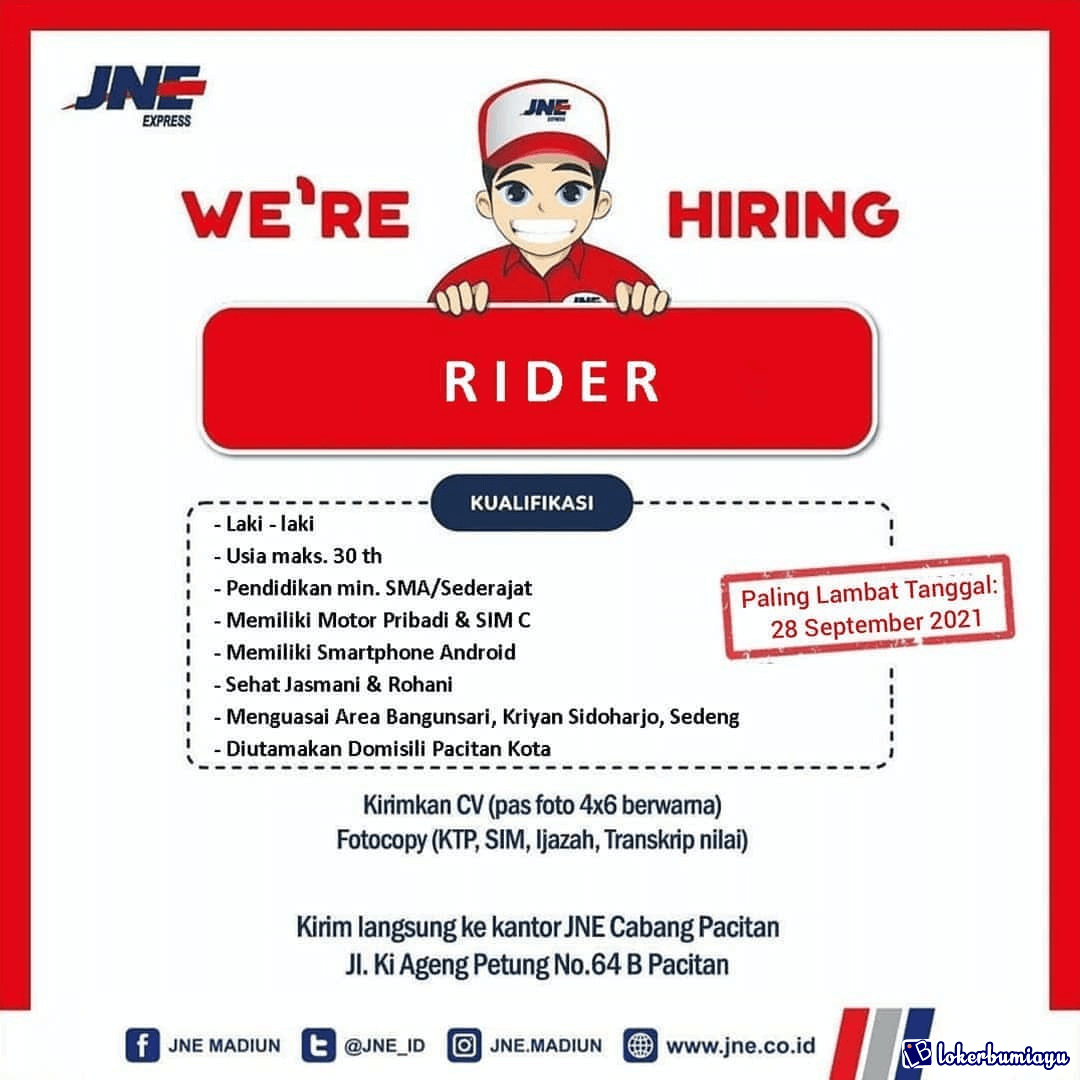 JNE
EXPRESS
JNE
EXPRESS
WE'RE HIRING
JNE
RIDER
KUALIFIKASI
- Laki - laki
- Usia maks. 30 th
- Pendidikan min. SMA/Sederajat
- Memiliki Motor Pribadi & SIM C
- Memiliki Smartphone Android
- Sehat Jasmani & Rohani
- Menguasai Area Bangunsari, Kriyan Sidoharjo, Sedeng
- Diutamakan Domisili Pacitan Kota
Paling Lambat Tanggal:
28 September 2021
Kirimkan CV (pas foto 4x6 berwarna)
Fotocopy (KTP, SIM, Ijazah, Transkrip nilai)
Kirim langsung ke kantor JNE Cabang Pacitan
Jl. Ki Ageng Petung No.64 B Pacitan
JNE MADIUN @JNE_ID JNE.MADIUN www.jne.co.id
lokerbumiayu